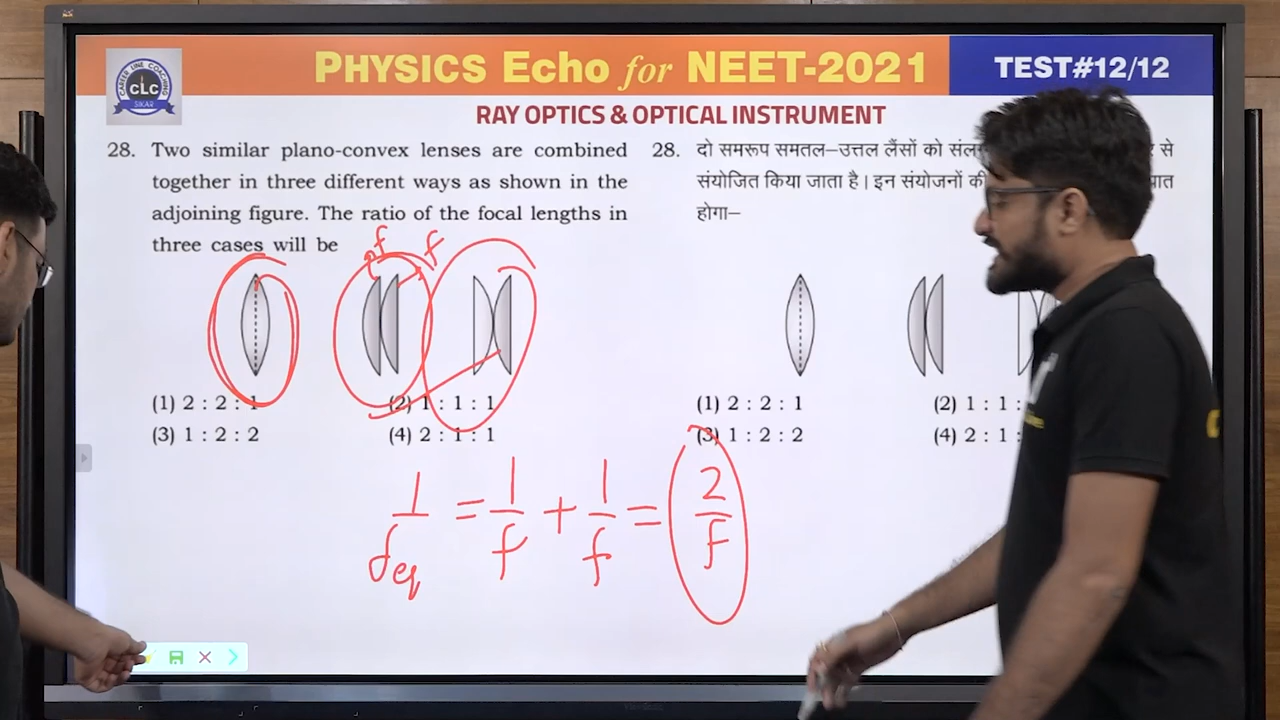 CAREER LINE COACHING
CLC
SIKAR
PHYSICS Echo for NEET-2021
TEST#12/12
RAY OPTICS & OPTICAL INSTRUMENT
28. Two similar plano-convex lenses are combined
together in three different ways as shown in the
adjoining figure. The ratio of the focal lengths in
three cases will be
f f
(1) 2 : 2 : 1 (2) 1 : 1 : 1
(3) 1 : 2 : 2 (4) 2 : 1 : 1
28. दो समरूप समतल–उत्तल लैंसों को
से
संयोजित किया जाता है। इन संयोजनों
होगा–
(1) 2 : 2 : 1 (2) 1 : 1 :
(3) 1 : 2 : 2 (4) 2 : 1 :
1/feq = 1/f + 1/f = 2/f